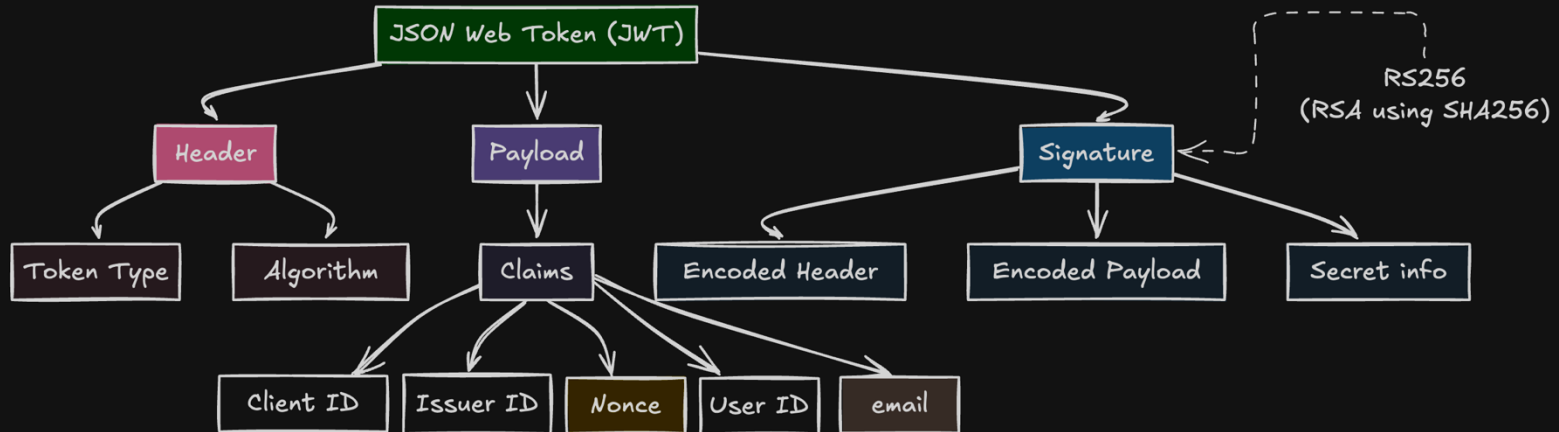 JSON Web Token (JWT)
RS256
(RSA using SHA256)
Header
Payload
Signature
Token Type
Algorithm
Claims
Encoded Header
Encoded Payload
Secret info
Client ID
Issuer ID
Nonce
User ID
email